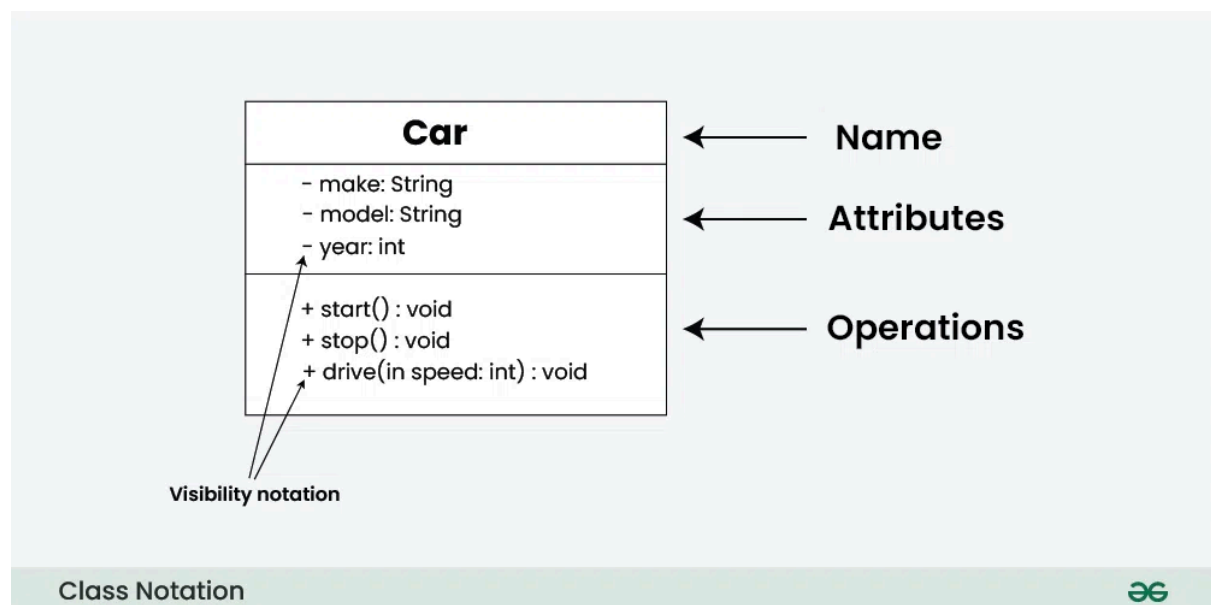 Car
Name
- make: String
- model: String
- year: int
Attributes
+ start() : void
+ stop() : void
+ drive(in speed: int) : void
Operations
Visibility notation
Class Notation